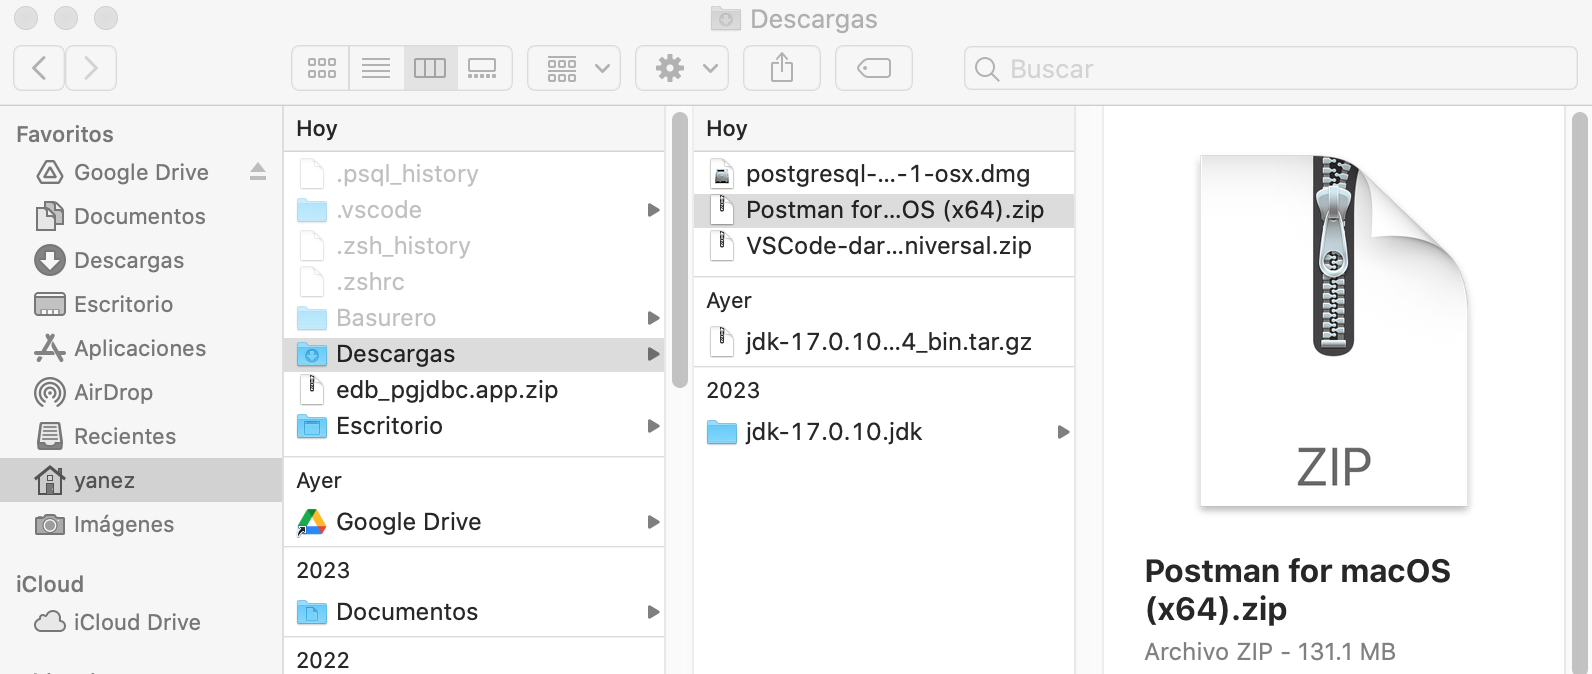 Descargas
Buscar
Favoritos
Google Drive
Documentos
Descargas
Escritorio
Aplicaciones
AirDrop
Recientes
yanez
Imágenes
iCloud
iCloud Drive
Hoy
.psql_history
.vscode
.zsh_history
.zshrc
Basurero
Descargas
edb_pgjdbc.app.zip
Escritorio
Ayer
Google Drive
2023
Documentos
2022
Hoy
postgresql-...-1-osx.dmg
Postman for...OS (x64).zip
VSCode-dar...niversal.zip
Ayer
jdk-17.0.10...4_bin.tar.gz
2023
jdk-17.0.10.jdk
ZIP
Postman for macOS
(x64).zip
Archivo ZIP - 131.1 MB